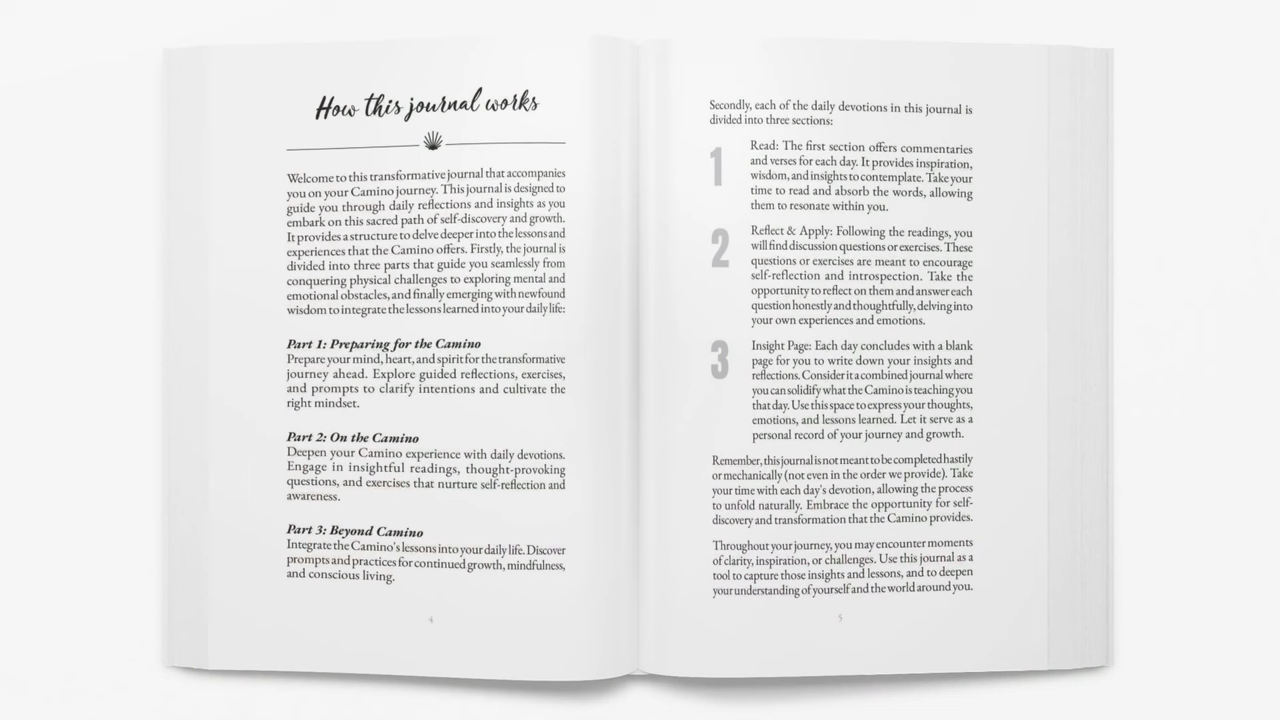 How this journal works
Welcome to this transformative journal that accompanies
you on your Camino journey. This journal is designed to
guide you through daily reflections and insights as you
embark on this sacred path of self-discovery and growth.
It provides a structure to delve deeper into the lessons and
experiences that the Camino offers. Firstly, the journal is
divided into three parts that guide you seamlessly from
conquering physical challenges to exploring mental and
emotional obstacles, and finally emerging with newfound
wisdom to integrate the lessons learned into your daily life:
Part 1: Preparing for the Camino
Prepare your mind, heart, and spirit for the transformative
journey ahead. Explore guided reflections, exercises,
and prompts to clarify intentions and cultivate the
right mindset.
Part 2: On the Camino
Deepen your Camino experience with daily devotions.
Engage in insightful readings, thought-provoking
questions, and exercises that nurture self-reflection and
awareness.
Part 3: Beyond Camino
Integrate the Camino's lessons into your daily life. Discover
prompts and practices for continued growth, mindfulness,
and conscious living.
4
Secondly, each of the daily devotions in this journal is
divided into three sections:
1
Read: The first section offers commentaries
and verses for each day. It provides inspiration,
wisdom, and insights to contemplate. Take your
time to read and absorb the words, allowing
them to resonate within you.
2
Reflect & Apply: Following the readings, you
will find discussion questions or exercises. These
questions or exercises are meant to encourage
self-reflection and introspection. Take the
opportunity to reflect on them and answer each
question honestly and thoughtfully, delving into
your own experiences and emotions.
3
Insight Page: Each day concludes with a blank
page for you to write down your insights and
reflections. Consider it a combined journal where
you can solidify what the Camino is teaching you
that day. Use this space to express your thoughts,
emotions, and lessons learned. Let it serve as a
personal record of your journey and growth.
Remember, this journal is not meant to be completed hastily
or mechanically (not even in the order we provide). Take
your time with each day's devotion, allowing the process
to unfold naturally. Embrace the opportunity for self-
discovery and transformation that the Camino provides.
Throughout your journey, you may encounter moments
of clarity, inspiration, or challenges. Use this journal as a
tool to capture those insights and lessons, and to deepen
your understanding of yourself and the world around you.
5